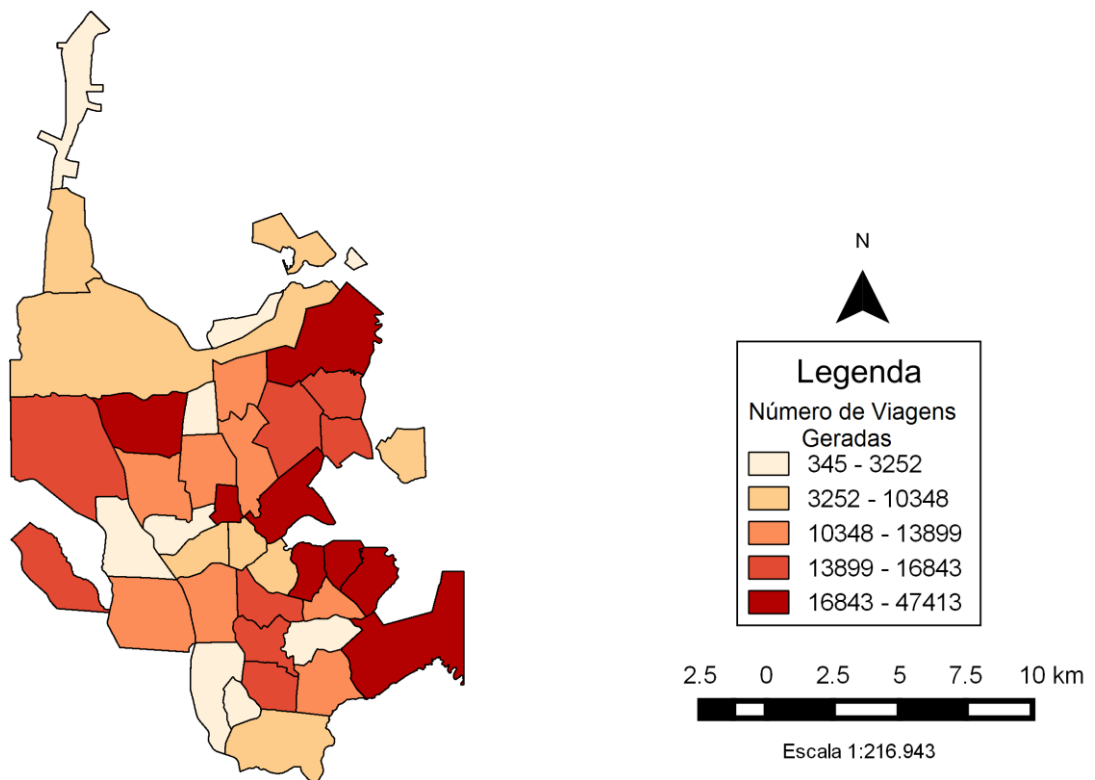 N
Legenda
Número de Viagens
Geradas
345 - 3252
3252 - 10348
10348 - 13899
13899 - 16843
16843 - 47413
2.5 0 2.5 5 7.5 10 km
Escala 1:216.943